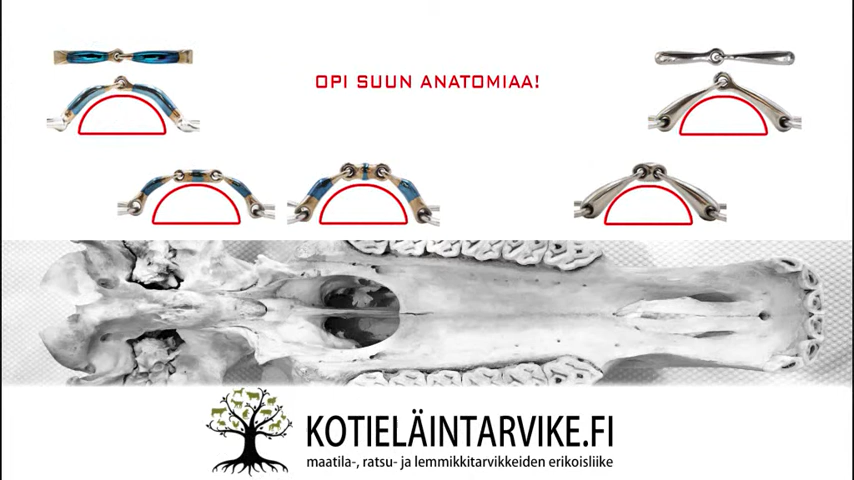 OPI SUUN ANATOMIAA!
KOTIELÄINTARVIKE.FI
maatila-, ratsu- ja lemmikkitarvikkeiden erikoisliike